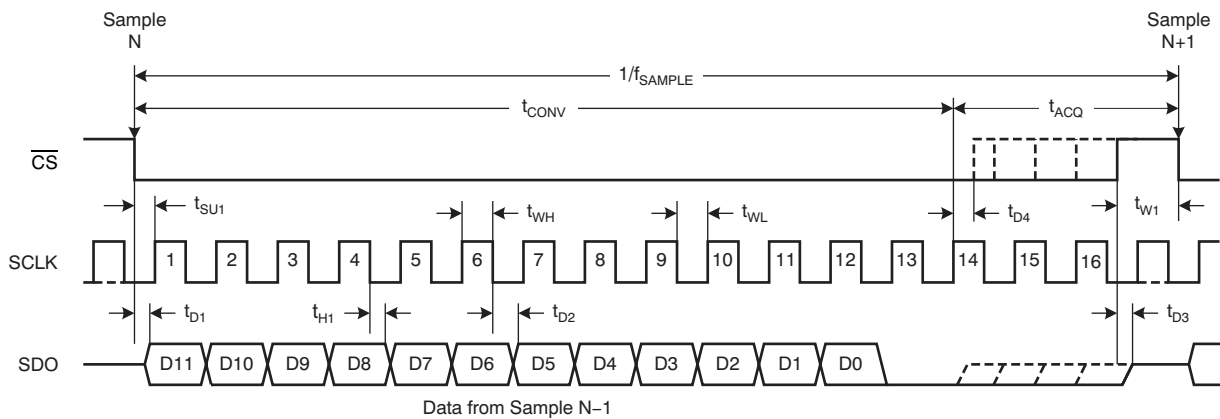 Sample
N
Sample
N+1
1/fSAMPLE
tCONV
tACQ
CS
tSU1
tWH
tWL
tD4
tW1
SCLK
1 2 3 4 5 6 7 8 9 10 11 12 13 14 15 16
tD1
tH1
tD2
tD3
SDO
D11 D10 D9 D8 D7 D6 D5 D4 D3 D2 D1 D0
Data from Sample N−1